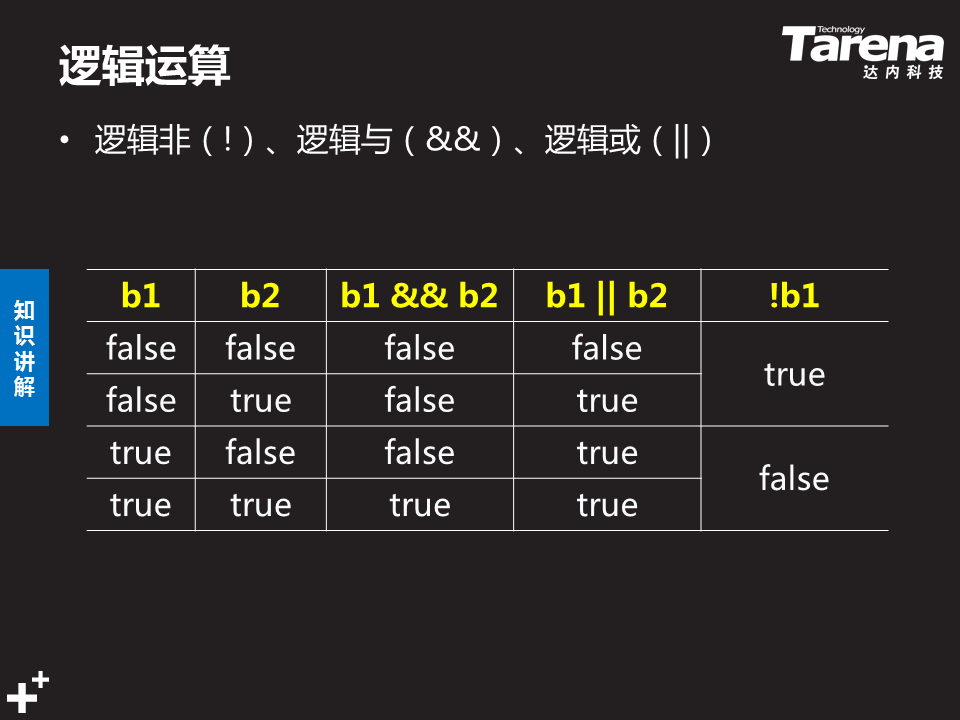 逻辑运算
Technology
Tarena
达内科技
• 逻辑非（!）、逻辑与（&&）、逻辑或（||）
知识讲解
b1 b2 b1 && b2 b1 || b2 !b1
false false false false true
false true false true
true false false true false
true true true true